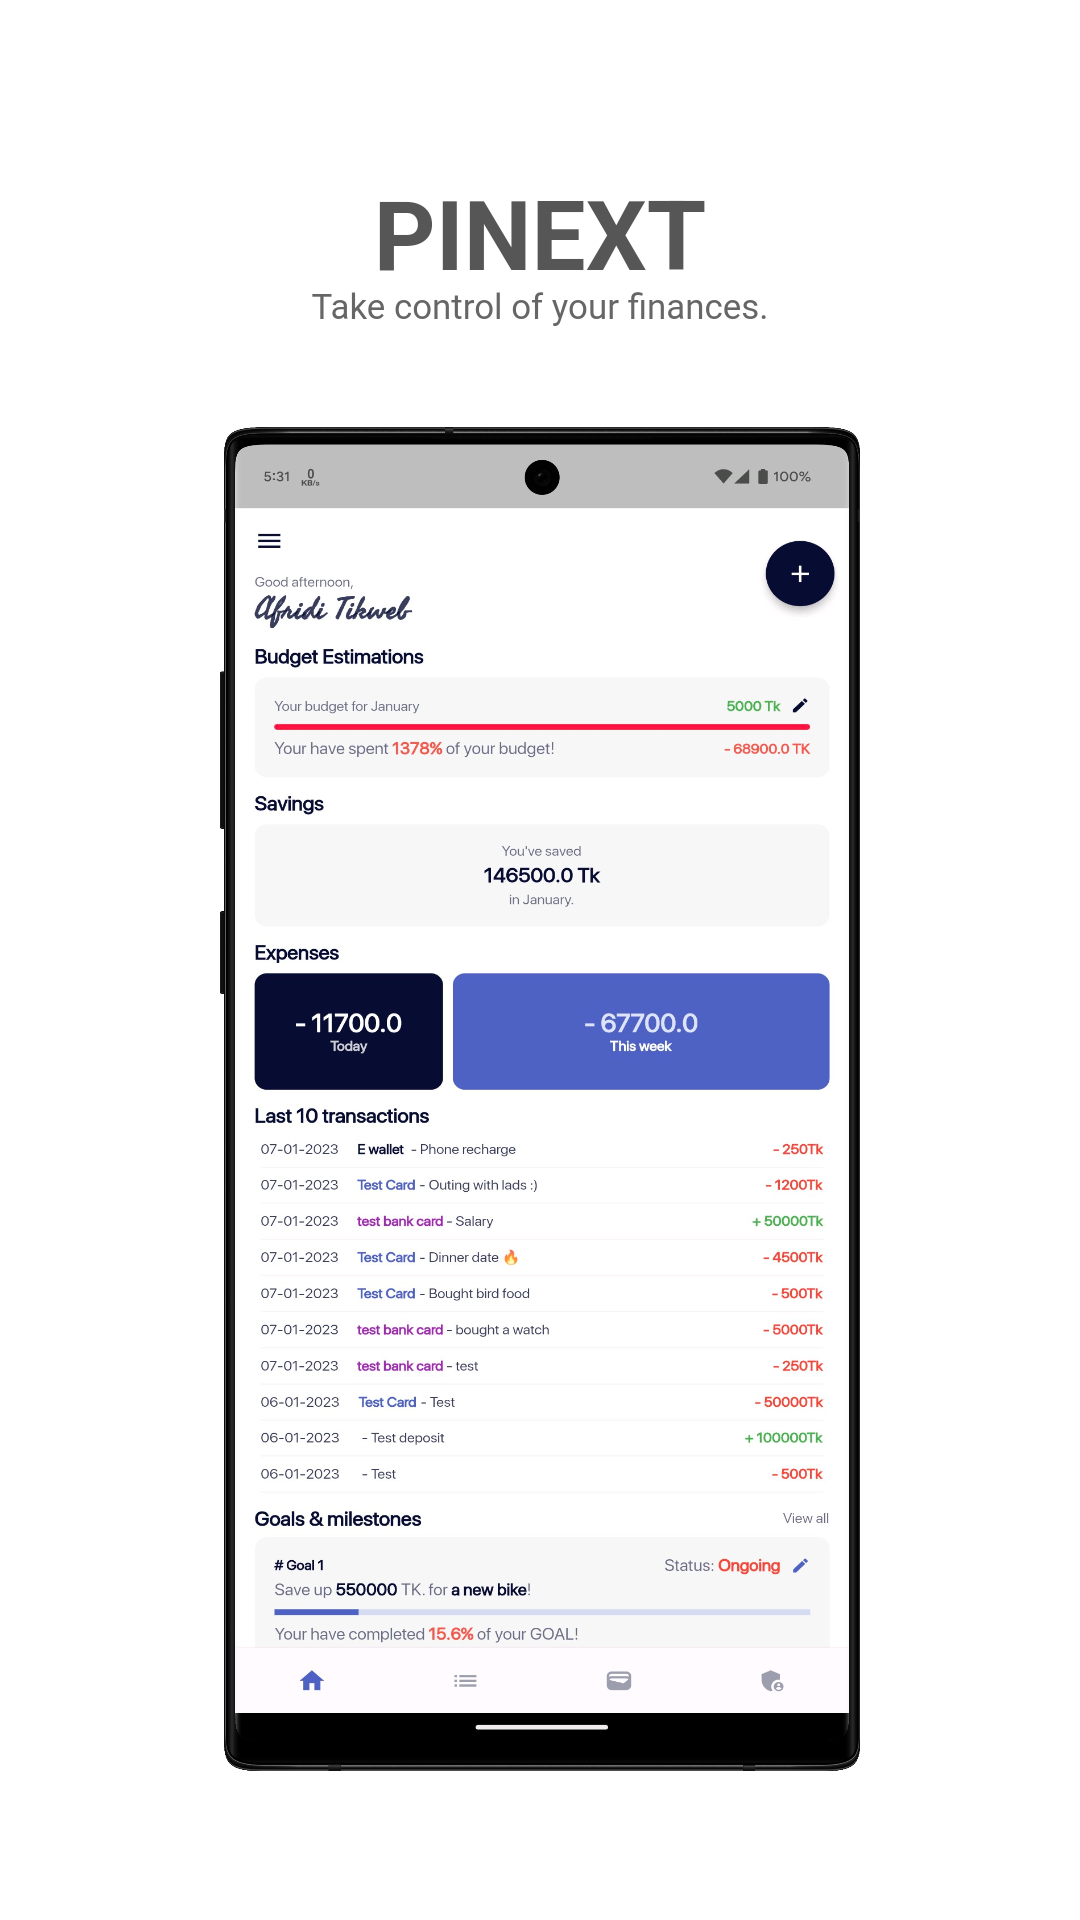 PINEXT
Take control of your finances.
5:31 0 KB/s 100%
Good afternoon,
Afridi Tikweb
Budget Estimations
Your budget for January 5000 Tk
Your have spent 1378% of your budget! - 68900.0 TK
Savings
You've saved
146500.0 Tk
in January.
Expenses
- 11700.0 - 67700.0
Today This week
Last 10 transactions
07-01-2023 E wallet - Phone recharge - 250Tk
07-01-2023 Test Card - Outing with lads :) - 1200Tk
07-01-2023 test bank card - Salary + 50000Tk
07-01-2023 Test Card - Dinner date 🔥 - 4500Tk
07-01-2023 Test Card - Bought bird food - 500Tk
07-01-2023 test bank card - bought a watch - 5000Tk
07-01-2023 test bank card - test - 250Tk
06-01-2023 Test Card - Test - 50000Tk
06-01-2023 - Test deposit + 100000Tk
06-01-2023 - Test - 500Tk
Goals & milestones View all
# Goal 1 Status: Ongoing
Save up 550000 TK. for a new bike!
Your have completed 15.6% of your GOAL!